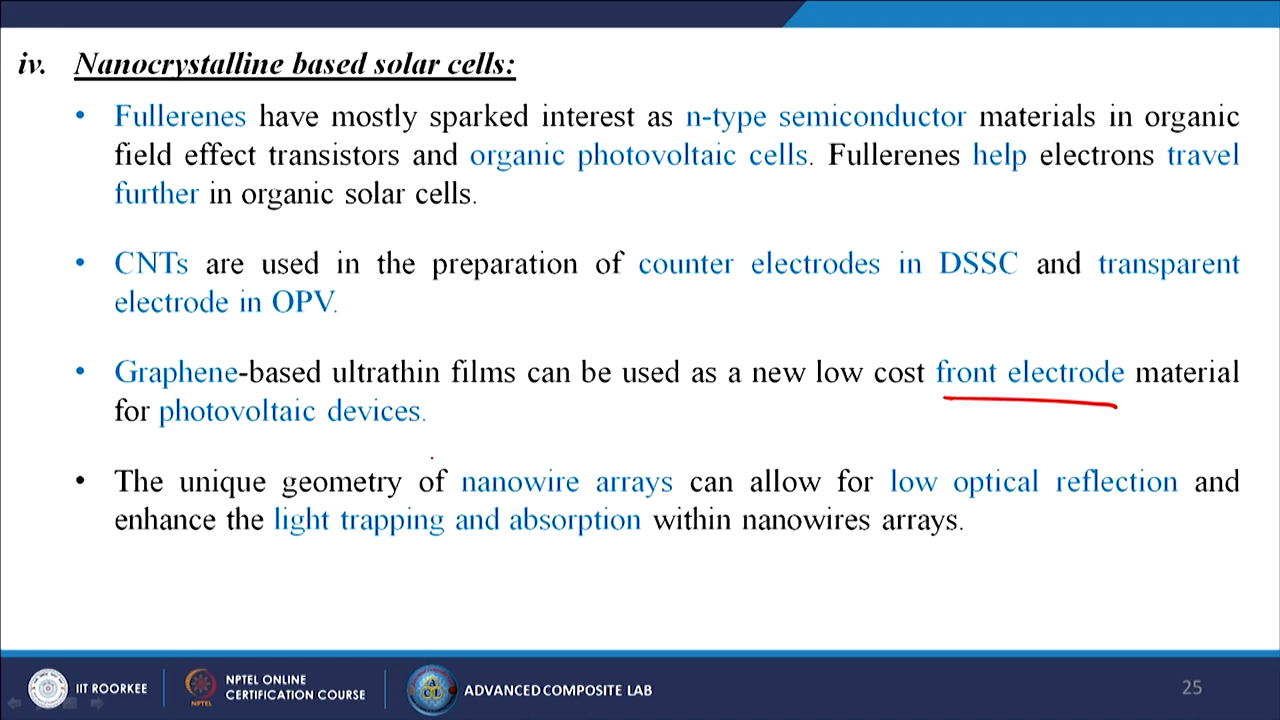 iv. Nanocrystalline based solar cells:
• Fullerenes have mostly sparked interest as n-type semiconductor materials in organic
field effect transistors and organic photovoltaic cells. Fullerenes help electrons travel
further in organic solar cells.
• CNTs are used in the preparation of counter electrodes in DSSC and transparent
electrode in OPV.
• Graphene-based ultrathin films can be used as a new low cost front electrode material
for photovoltaic devices.
• The unique geometry of nanowire arrays can allow for low optical reflection and
enhance the light trapping and absorption within nanowires arrays.
IIT ROORKEE
NPTEL
NPTEL ONLINE
CERTIFICATION COURSE
ACL
ADVANCED COMPOSITE LAB
25